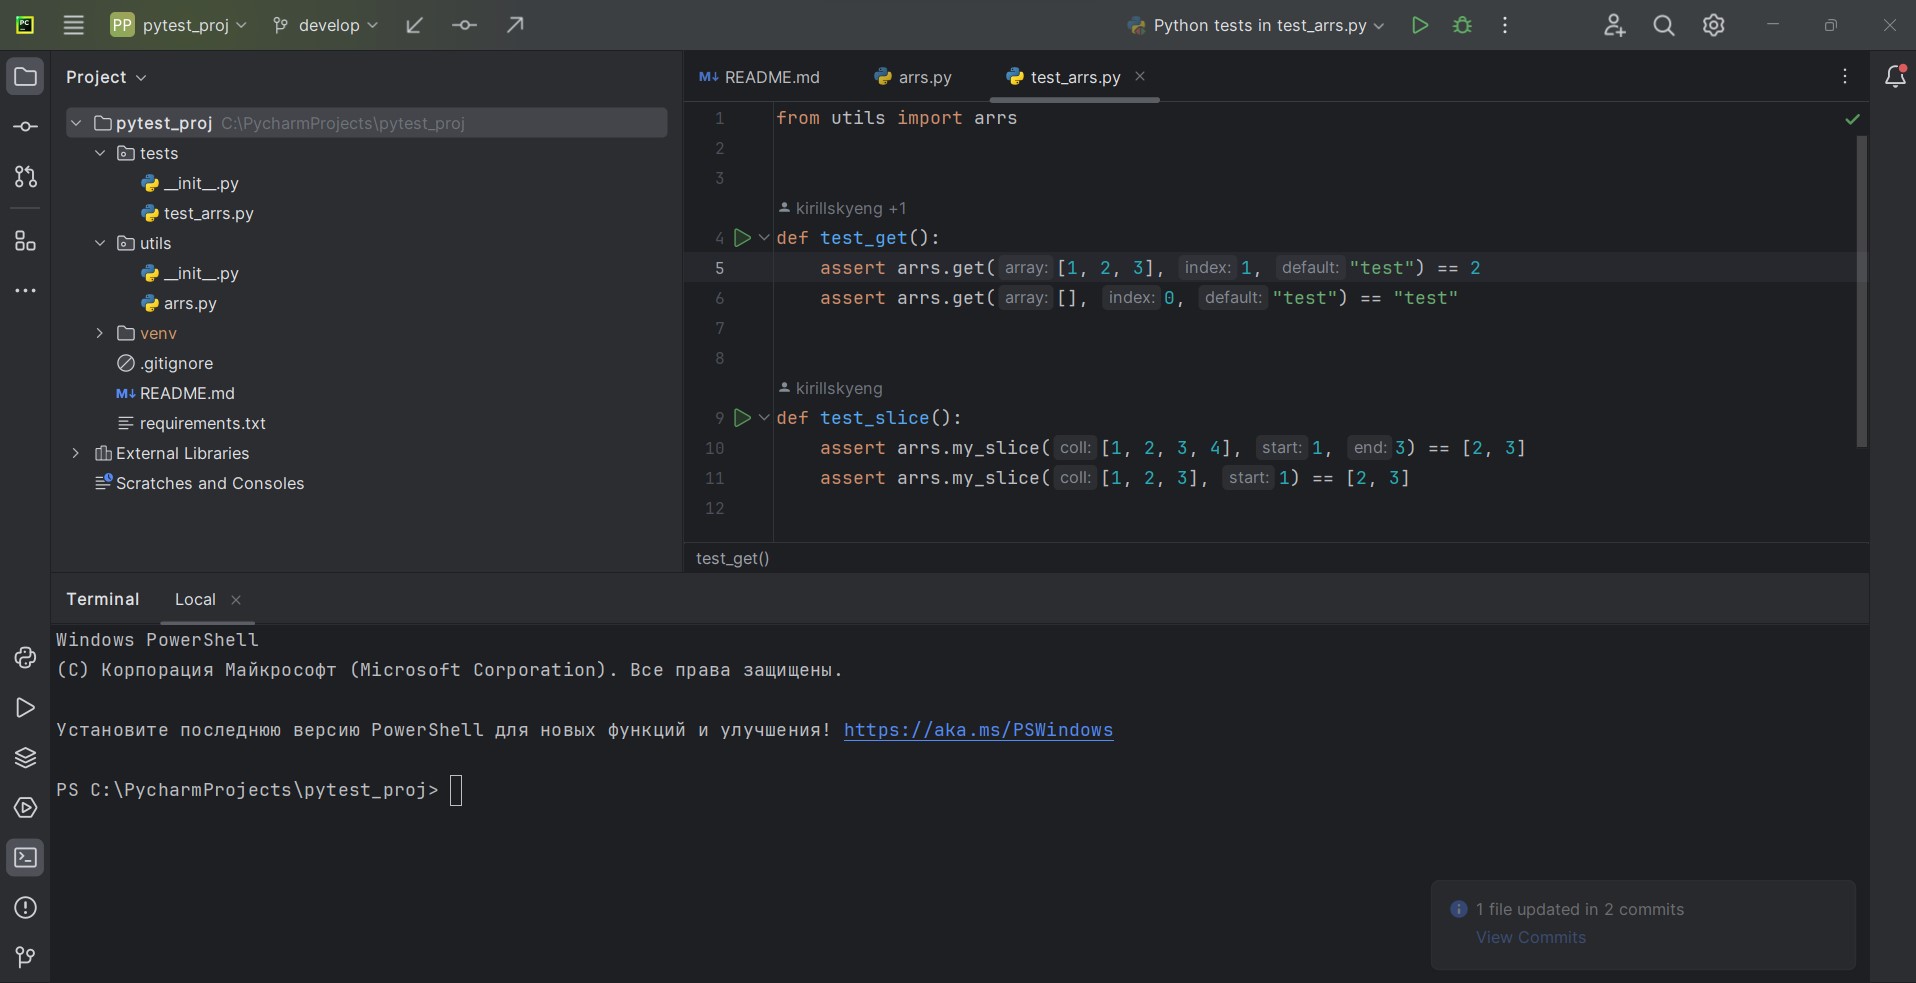 PC PP pytest_proj develop Python tests in test_arrs.py
Project
README.md arrs.py test_arrs.py
pytest_proj C:\PycharmProjects\pytest_proj
tests
__init__.py
test_arrs.py
utils
__init__.py
arrs.py
venv
.gitignore
M↓ README.md
requirements.txt
External Libraries
Scratches and Consoles
1 from utils import arrs
2
3
kirillskyeng +1
4 def test_get():
5 assert arrs.get( array: [1, 2, 3], index: 1, default: "test") == 2
6 assert arrs.get( array: [], index: 0, default: "test") == "test"
7
8
kirillskyeng
9 def test_slice():
10 assert arrs.my_slice( coll: [1, 2, 3, 4], start: 1, end: 3) == [2, 3]
11 assert arrs.my_slice( coll: [1, 2, 3], start: 1) == [2, 3]
12
test_get()
Terminal Local
Windows PowerShell
(C) Корпорация Майкрософт (Microsoft Corporation). Все права защищены.
Установите последнюю версию PowerShell для новых функций и улучшения! https://aka.ms/PSWindows
PS C:\PycharmProjects\pytest_proj>
1 file updated in 2 commits
View Commits